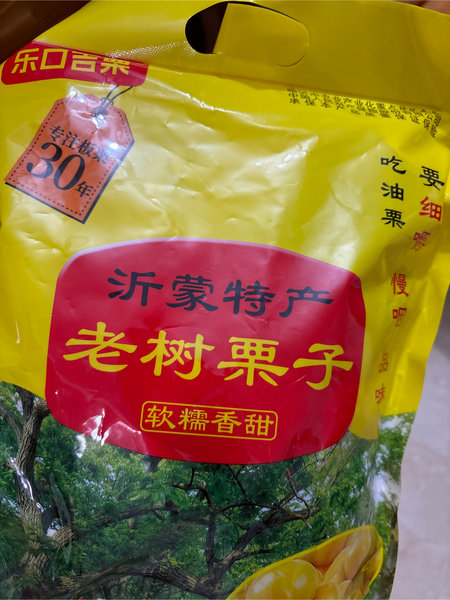 乐口吉栗
专注板栗
30年
要细嚼慢咽品味
吃油栗
沂蒙特产
老树栗子
软糯香甜